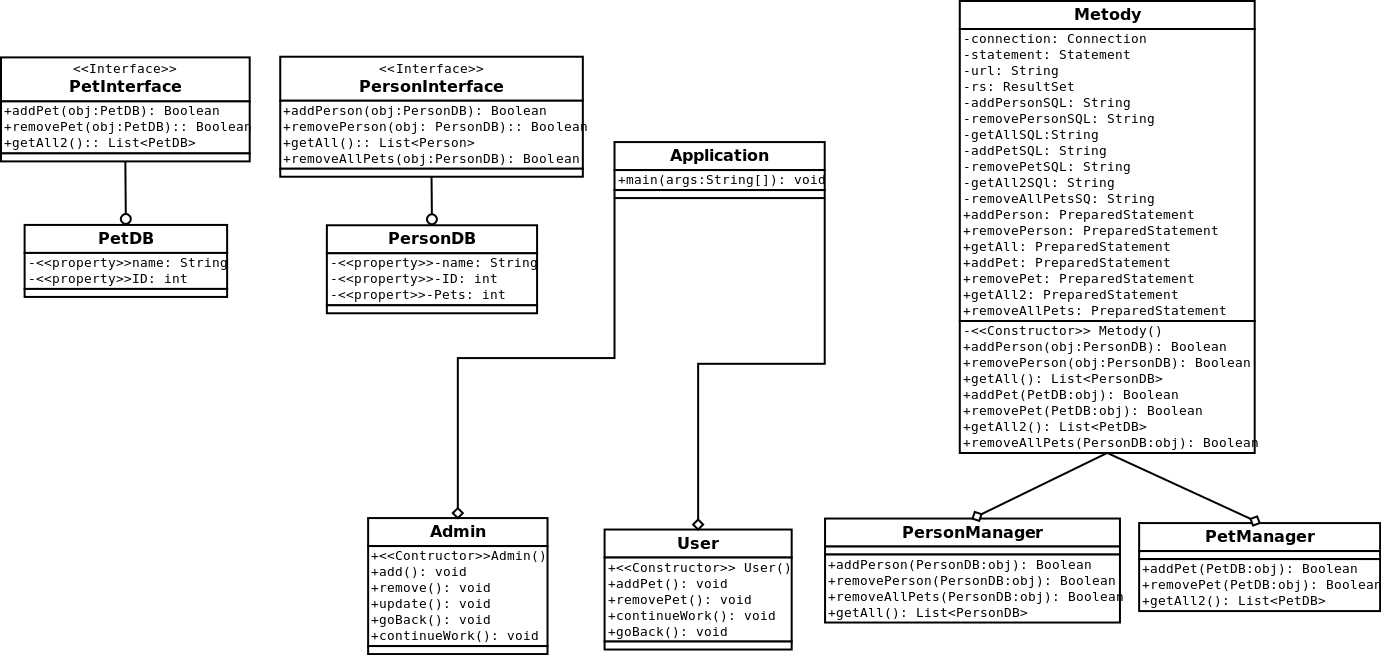 <<Interface>>
PetInterface
+addPet(obj:PetDB): Boolean
+removePet(obj:PetDB):: Boolean
+getAll2():: List<PetDB>
PetDB
-<<property>>name: String
-<<property>>ID: int
<<Interface>>
PersonInterface
+addPerson(obj:PersonDB): Boolean
+removePerson(obj: PersonDB):: Boolean
+getAll():: List<Person>
+removeAllPets(obj:PersonDB): Boolean
PersonDB
-<<property>>-name: String
-<<property>>-ID: int
-<<propert>>-Pets: int
Application
+main(args:String[]): void
Admin
+<<Contructor>>Admin()
+add(): void
+remove(): void
+update(): void
+goBack(): void
+continueWork(): void
User
+<<Constructor>> User()
+addPet(): void
+removePet(): void
+continueWork(): void
+goBack(): void
Metody
-connection: Connection
-statement: Statement
-url: String
-rs: ResultSet
-addPersonSQL: String
-removePersonSQL: String
-getAllSQL:String
-addPetSQL: String
-removePetSQL: String
-getAll2SQl: String
-removeAllPetsSQ: String
+addPerson: PreparedStatement
+removePerson: PreparedStatement
+getAll: PreparedStatement
+addPet: PreparedStatement
+removePet: PreparedStatement
+getAll2: PreparedStatement
+removeAllPets: PreparedStatement
-<<Constructor>> Metody()
+addPerson(obj:PersonDB): Boolean
+removePerson(obj:PersonDB): Boolean
+getAll(): List<PersonDB>
+addPet(PetDB:obj): Boolean
+removePet(PetDB:obj): Boolean
+getAll2(): List<PetDB>
+removeAllPets(PersonDB:obj): Boolean
PersonManager
+addPerson(PersonDB:obj): Boolean
+removePerson(PersonDB:obj): Boolean
+removeAllPets(PersonDB:obj): Boolean
+getAll(): List<PersonDB>
PetManager
+addPet(PetDB:obj): Boolean
+removePet(PetDB:obj): Boolean
+getAll2(): List<PetDB>